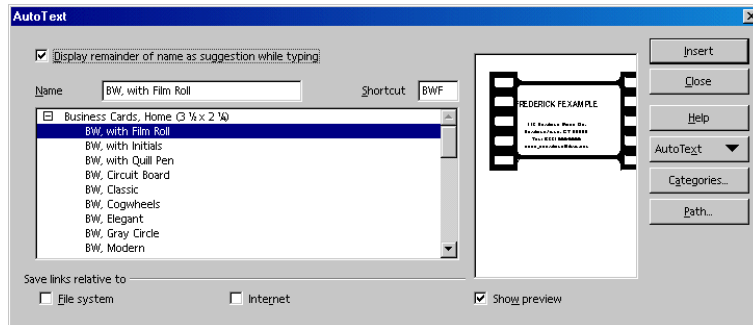 AutoText
Display remainder of name as suggestion while typing
Name
BW, with Film Roll
Shortcut
BWF
Business Cards, Home (3 ½ x 2 ¼)
BW, with Film Roll
BW, with Initials
BW, with Quill Pen
BW, Circuit Board
BW, Classic
BW, Cogwheels
BW, Elegant
BW, Gray Circle
BW, Modern
FREDERICK FEXAMPLE
Insert
Close
Help
AutoText
Categories...
Path...
Save links relative to
File system
Internet
Show preview